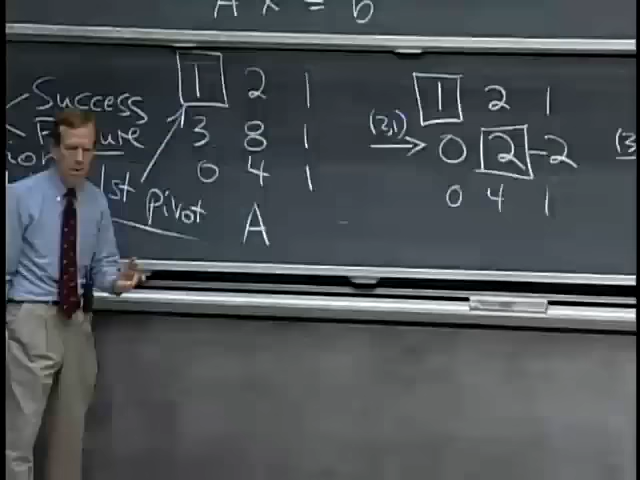 A x = b
Success
Failure
1st pivot
1 2 1
3 8 1
0 4 1
A
(2,1)
1 2 1
0 2 -2
0 4 1
(3